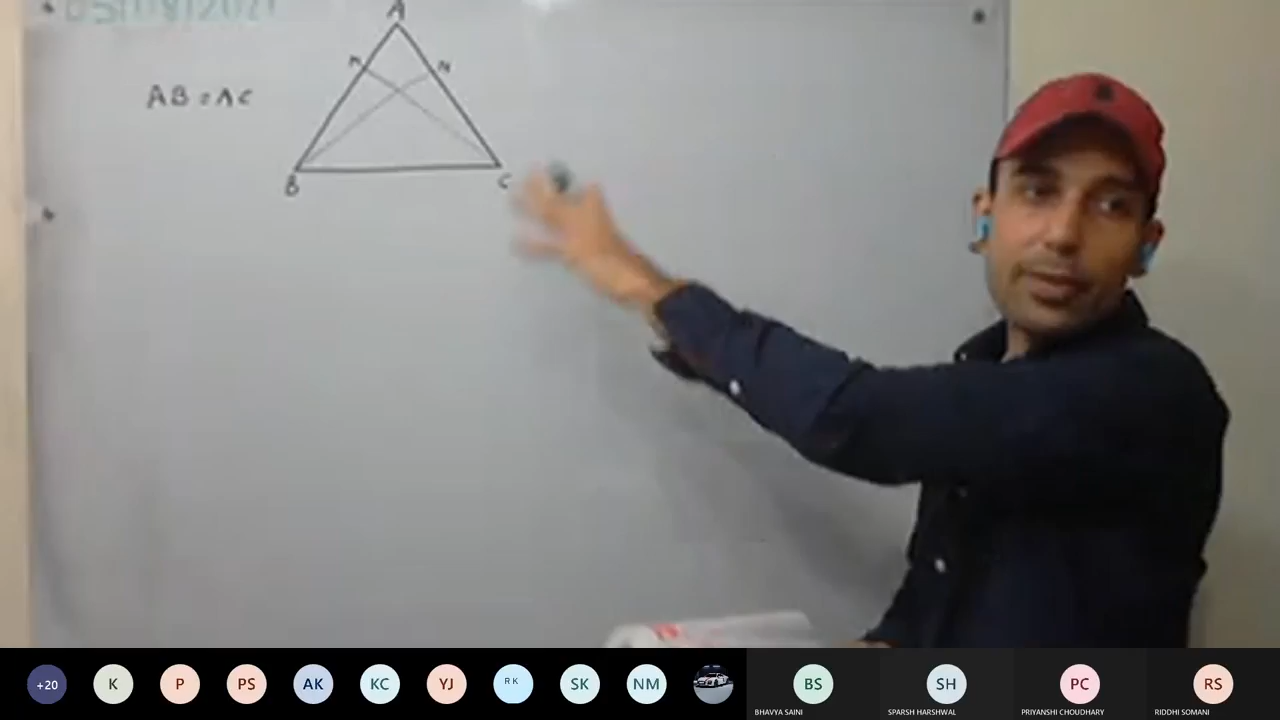 A
M
N
AB = AC
B
C
+20
K
P
PS
AK
KC
YJ
RK
SK
NM
BS
SH
PC
RS
BHAVYA SAINI
SPARSH HARSHWAL
PRIYANSHI CHOUDHARY
RIDDHI SOMANI